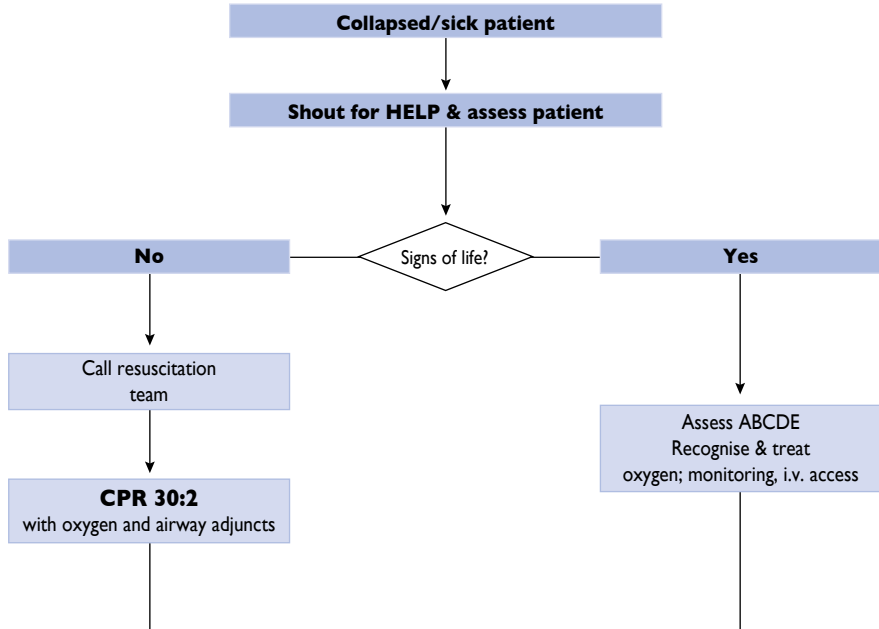 Collapsed/sick patient
Shout for HELP & assess patient
Signs of life?
No
Yes
Call resuscitation
team
CPR 30:2
with oxygen and airway adjuncts
Assess ABCDE
Recognise & treat
oxygen; monitoring, i.v. access